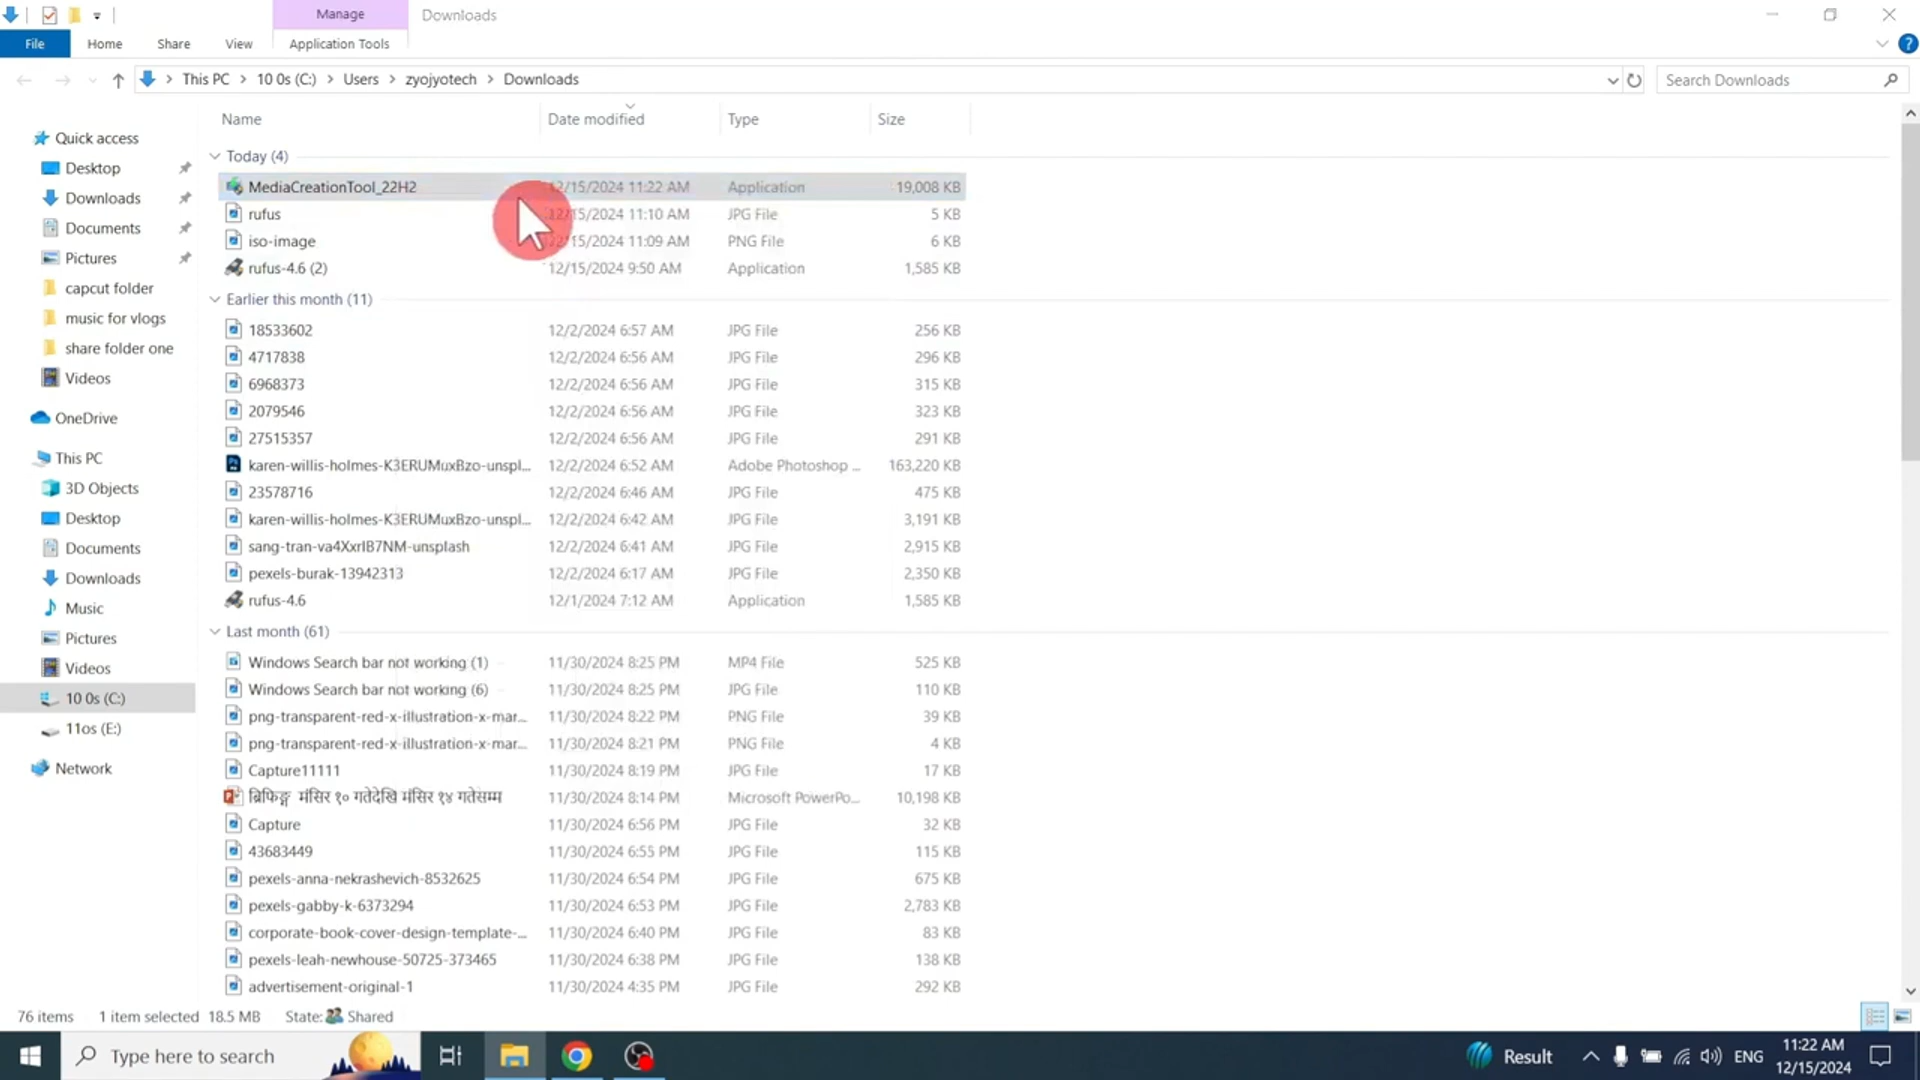 Manage
Downloads
File
Home
Share
View
Application Tools
This PC
10 0s (C:)
Users
zyojyotech
Downloads
Search Downloads
Name
Date modified
Type
Size
Quick access
Desktop
Downloads
Documents
Pictures
capcut folder
music for vlogs
share folder one
Videos
OneDrive
This PC
3D Objects
Desktop
Documents
Downloads
Music
Pictures
Videos
10 0s (C:)
11os (E:)
Network
Today (4)
MediaCreationTool_22H2 12/15/2024 11:22 AM Application 19,008 KB
rufus 12/15/2024 11:10 AM JPG File 5 KB
iso-image 12/15/2024 11:09 AM PNG File 6 KB
rufus-4.6 (2) 12/15/2024 9:50 AM Application 1,585 KB
Earlier this month (11)
18533602 12/2/2024 6:57 AM JPG File 256 KB
4717838 12/2/2024 6:56 AM JPG File 296 KB
6968373 12/2/2024 6:56 AM JPG File 315 KB
2079546 12/2/2024 6:56 AM JPG File 323 KB
27515357 12/2/2024 6:56 AM JPG File 291 KB
karen-willis-holmes-K3ERUMuxBzo-unspl... 12/2/2024 6:52 AM Adobe Photoshop ... 163,220 KB
23578716 12/2/2024 6:46 AM JPG File 475 KB
karen-willis-holmes-K3ERUMuxBzo-unspl... 12/2/2024 6:42 AM JPG File 3,191 KB
sang-tran-va4XxrIB7NM-unsplash 12/2/2024 6:41 AM JPG File 2,915 KB
pexels-burak-13942313 12/2/2024 6:17 AM JPG File 2,350 KB
rufus-4.6 12/1/2024 7:12 AM Application 1,585 KB
Last month (61)
Windows Search bar not working (1) 11/30/2024 8:25 PM MP4 File 525 KB
Windows Search bar not working (6) 11/30/2024 8:25 PM JPG File 110 KB
png-transparent-red-x-illustration-x-mar... 11/30/2024 8:22 PM PNG File 39 KB
png-transparent-red-x-illustration-x-mar... 11/30/2024 8:21 PM PNG File 4 KB
Capture11111 11/30/2024 8:19 PM JPG File 17 KB
ब्रिफिङ्ग मंसिर १० गतेदेखि मंसिर १४ गतेसम्म 11/30/2024 8:14 PM Microsoft PowerPo... 10,198 KB
Capture 11/30/2024 6:56 PM JPG File 32 KB
43683449 11/30/2024 6:55 PM JPG File 115 KB
pexels-anna-nekrashevich-8532625 11/30/2024 6:54 PM JPG File 675 KB
pexels-gabby-k-6373294 11/30/2024 6:53 PM JPG File 2,783 KB
corporate-book-cover-design-template-... 11/30/2024 6:40 PM JPG File 83 KB
pexels-leah-newhouse-50725-373465 11/30/2024 6:38 PM JPG File 138 KB
advertisement-original-1 11/30/2024 4:35 PM JPG File 292 KB
76 items 1 item selected 18.5 MB State: Shared
Type here to search
Result
ENG
11:22 AM
12/15/2024